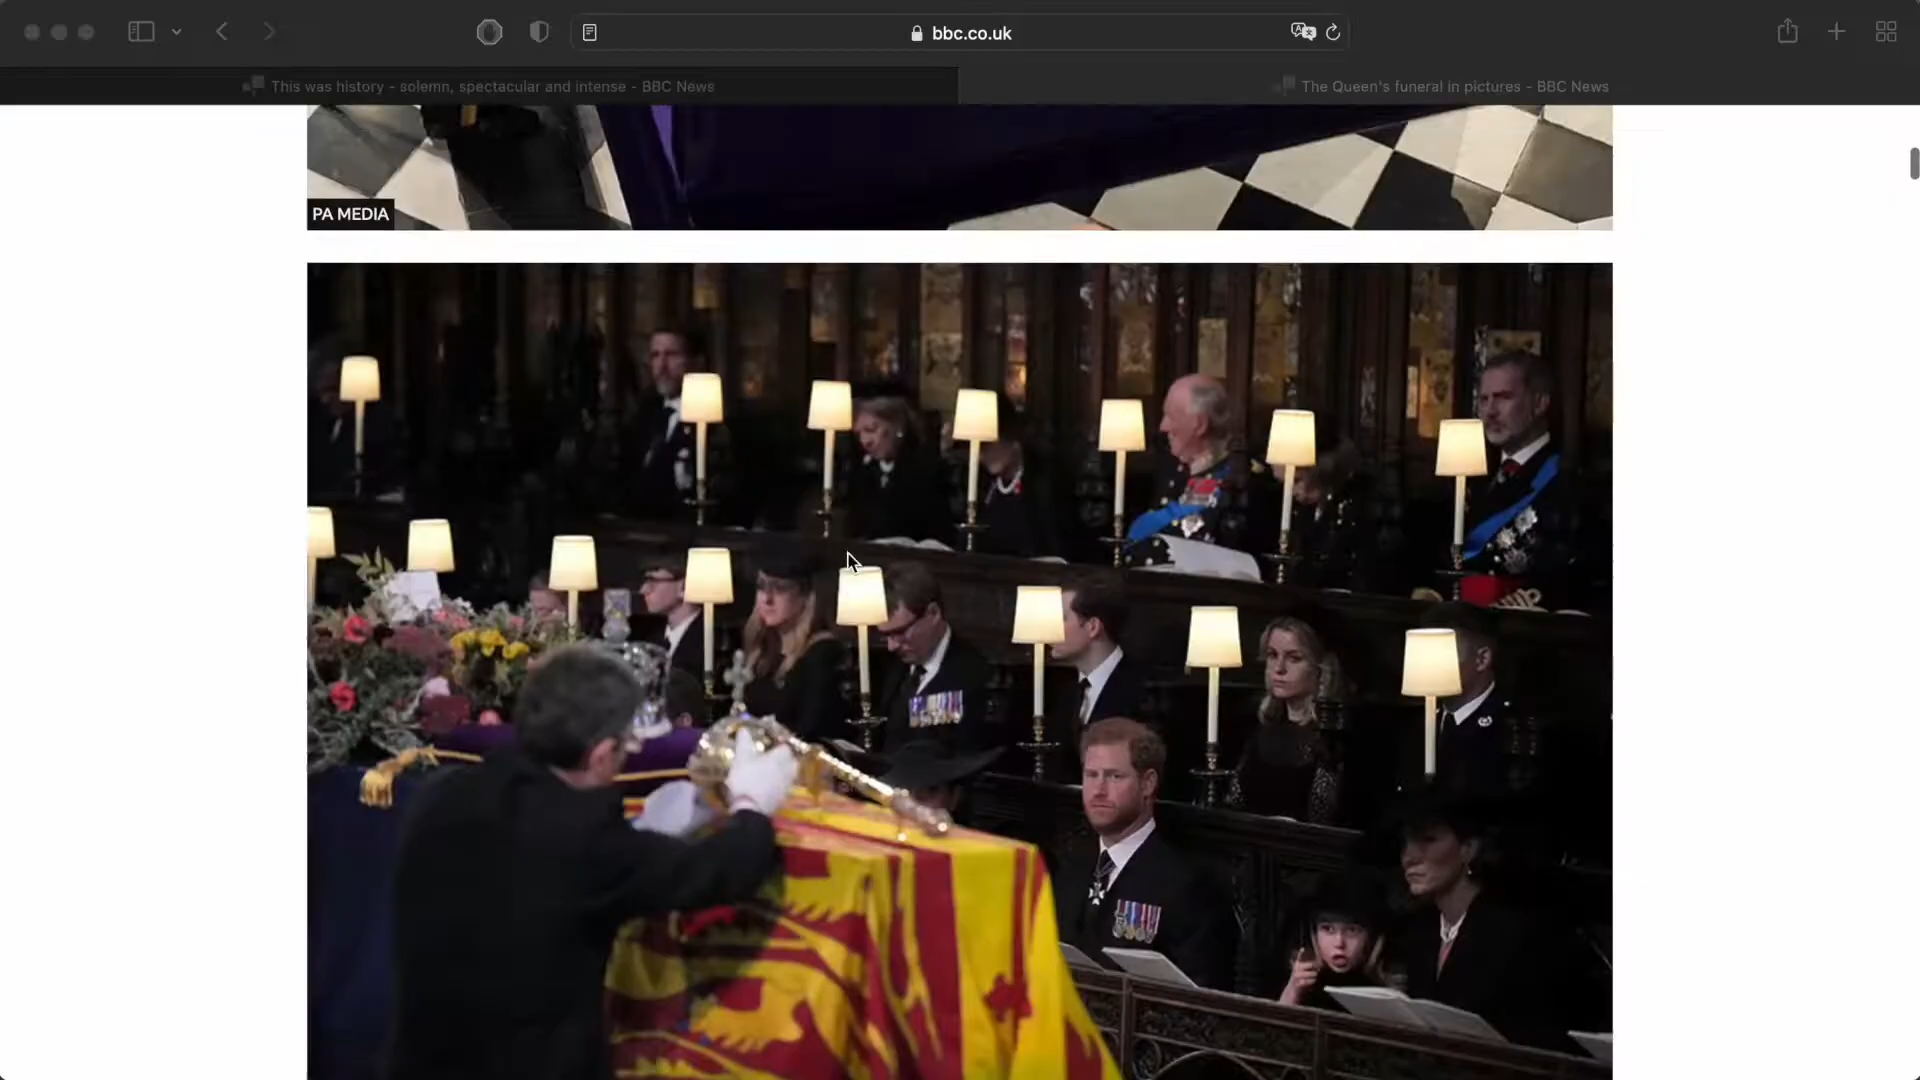 bbc.co.uk
This was history - solemn, spectacular and intense - BBC News
The Queen's funeral in pictures - BBC News
PA MEDIA